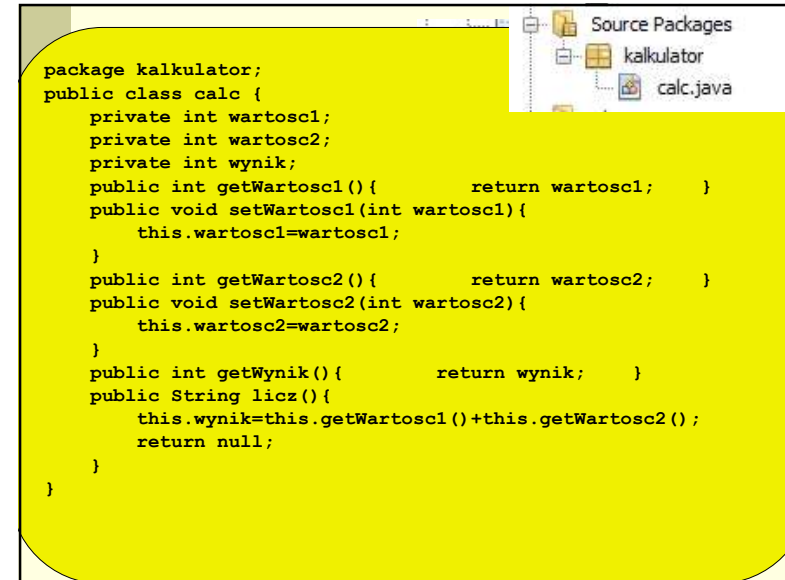 Source Packages
kalkulator
calc.java
package kalkulator;
public class calc {
    private int wartosc1;
    private int wartosc2;
    private int wynik;
    public int getWartosc1(){        return wartosc1;    }
    public void setWartosc1(int wartosc1){
        this.wartosc1=wartosc1;
    }
    public int getWartosc2(){        return wartosc2;    }
    public void setWartosc2(int wartosc2){
        this.wartosc2=wartosc2;
    }
    public int getWynik(){        return wynik;    }
    public String licz(){
        this.wynik=this.getWartosc1()+this.getWartosc2();
        return null;
    }
}